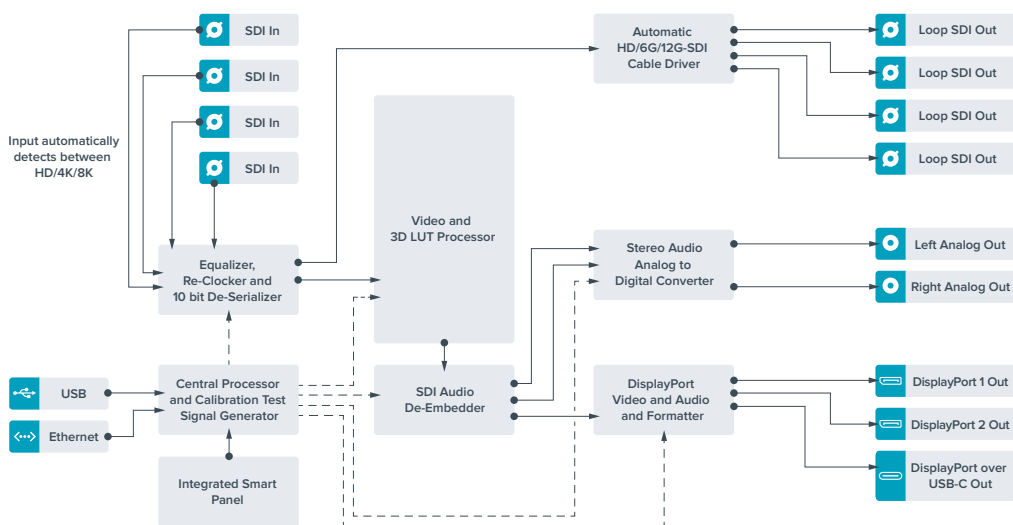 SDI In
SDI In
SDI In
SDI In
Input automatically
detects between
HD/4K/8K
Automatic
HD/6G/12G-SDI
Cable Driver
Loop SDI Out
Loop SDI Out
Loop SDI Out
Loop SDI Out
Video and
3D LUT Processor
Equalizer,
Re-Clocker and
10 bit De-Serializer
Stereo Audio
Analog to
Digital Converter
Left Analog Out
Right Analog Out
USB
Ethernet
Central Processor
and Calibration Test
Signal Generator
SDI Audio
De-Embedder
DisplayPort
Video and Audio
and Formatter
DisplayPort 1 Out
DisplayPort 2 Out
DisplayPort over
USB-C Out
Integrated Smart
Panel